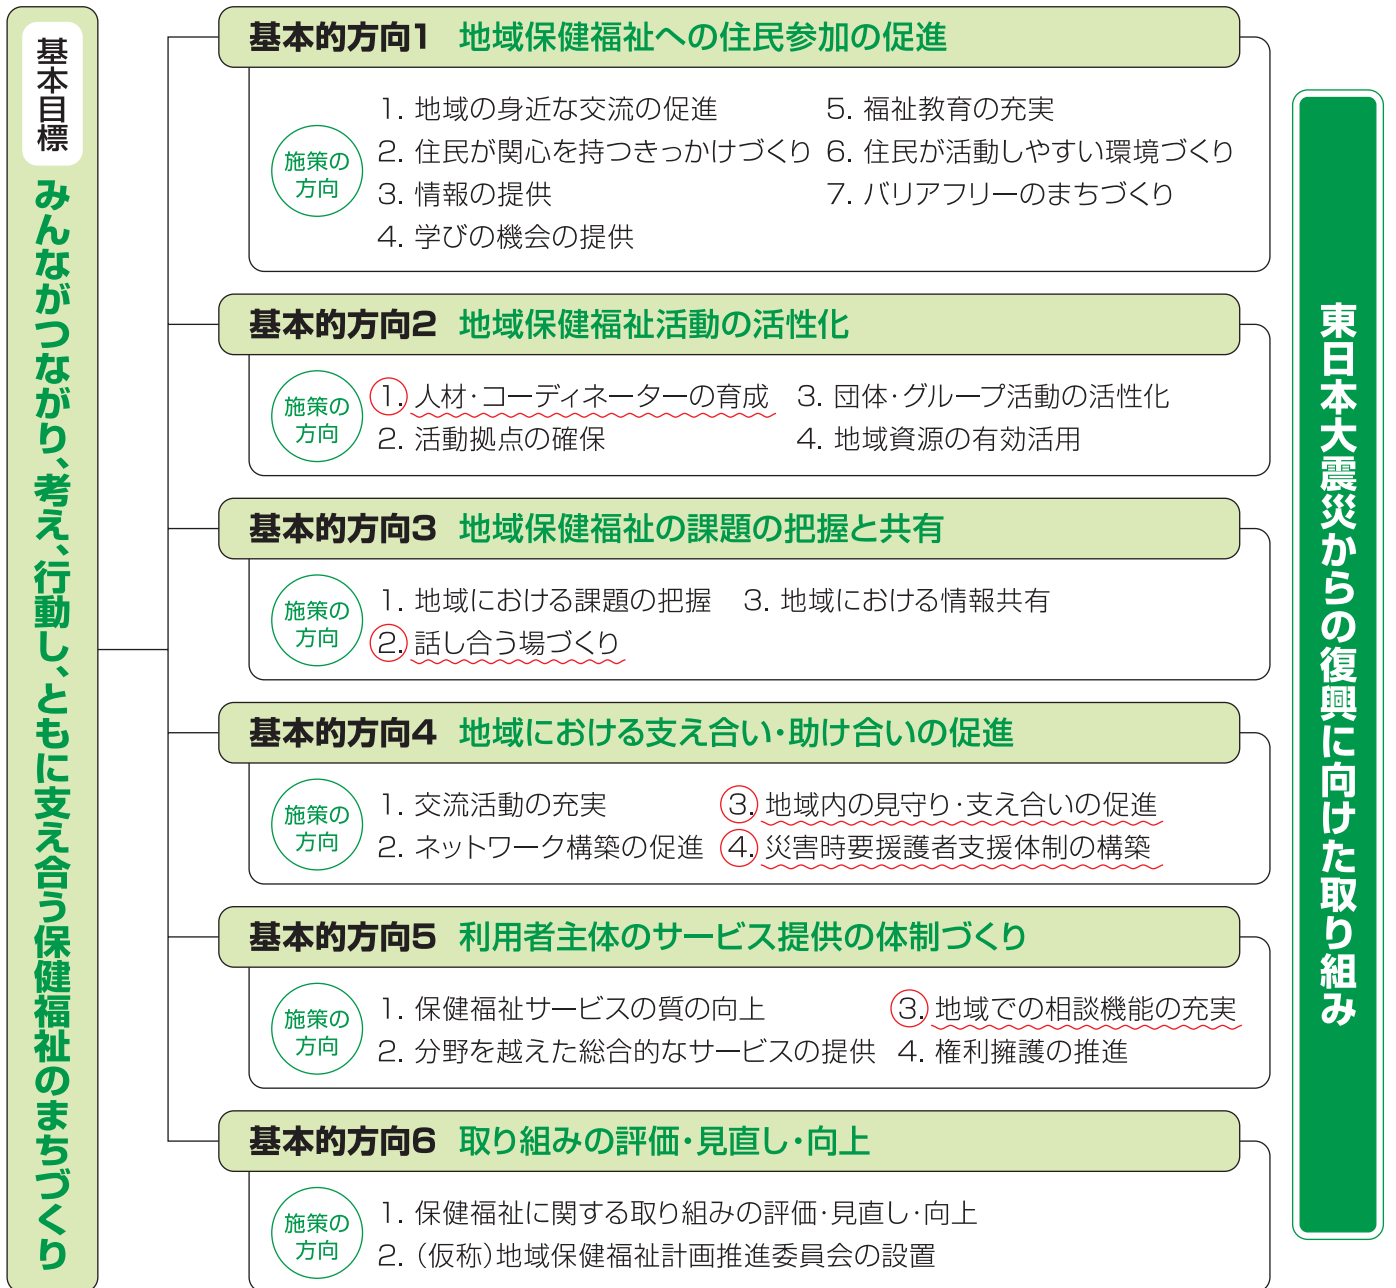 基本目標
みんながつながり、考え、行動し、ともに支え合う保健福祉のまちづくり
基本的方向1 地域保健福祉への住民参加の促進
施策の
方向
1. 地域の身近な交流の促進
2. 住民が関心を持つきっかけづくり
3. 情報の提供
4. 学びの機会の提供
5. 福祉教育の充実
6. 住民が活動しやすい環境づくり
7. バリアフリーのまちづくり
基本的方向2 地域保健福祉活動の活性化
施策の
方向
1. 人材・コーディネーターの育成
2. 活動拠点の確保
3. 団体・グループ活動の活性化
4. 地域資源の有効活用
基本的方向3 地域保健福祉の課題の把握と共有
施策の
方向
1. 地域における課題の把握
2. 話し合う場づくり
3. 地域における情報共有
基本的方向4 地域における支え合い・助け合いの促進
施策の
方向
1. 交流活動の充実
2. ネットワーク構築の促進
3. 地域内の見守り・支え合いの促進
4. 災害時要援護者支援体制の構築
基本的方向5 利用者主体のサービス提供の体制づくり
施策の
方向
1. 保健福祉サービスの質の向上
2. 分野を越えた総合的なサービスの提供
3. 地域での相談機能の充実
4. 権利擁護の推進
基本的方向6 取り組みの評価・見直し・向上
施策の
方向
1. 保健福祉に関する取り組みの評価・見直し・向上
2. (仮称)地域保健福祉計画推進委員会の設置
東日本大震災からの復興に向けた取り組み